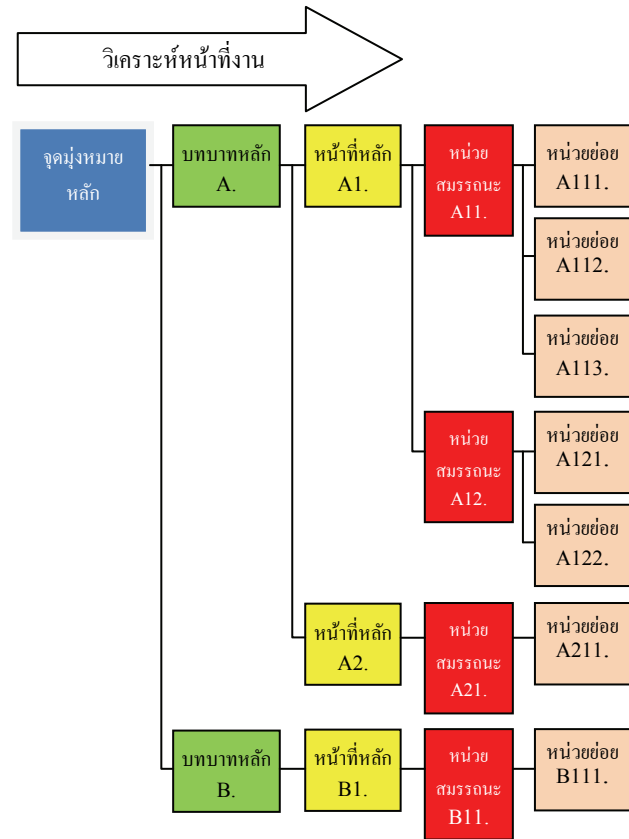 วิเคราะห์หน้าที่งาน
จุดมุ่งหมาย
หลัก
บทบาทหลัก
A.
หน้าที่หลัก
A1.
หน่วย
สมรรถนะ
A11.
หน่วยย่อย
A111.
หน่วยย่อย
A112.
หน่วยย่อย
A113.
หน่วย
สมรรถนะ
A12.
หน่วยย่อย
A121.
หน่วยย่อย
A122.
หน้าที่หลัก
A2.
หน่วย
สมรรถนะ
A21.
หน่วยย่อย
A211.
บทบาทหลัก
B.
หน้าที่หลัก
B1.
หน่วย
สมรรถนะ
B11.
หน่วยย่อย
B111.